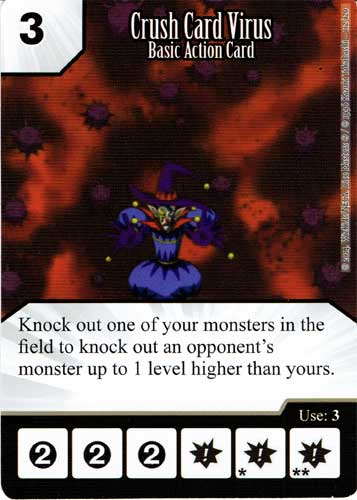 3
Crush Card Virus
Basic Action Card
Knock out one of your monsters in the
field to knock out an opponent's
monster up to 1 level higher than yours.
Use: 3
2 2 2 ! ! !
* **